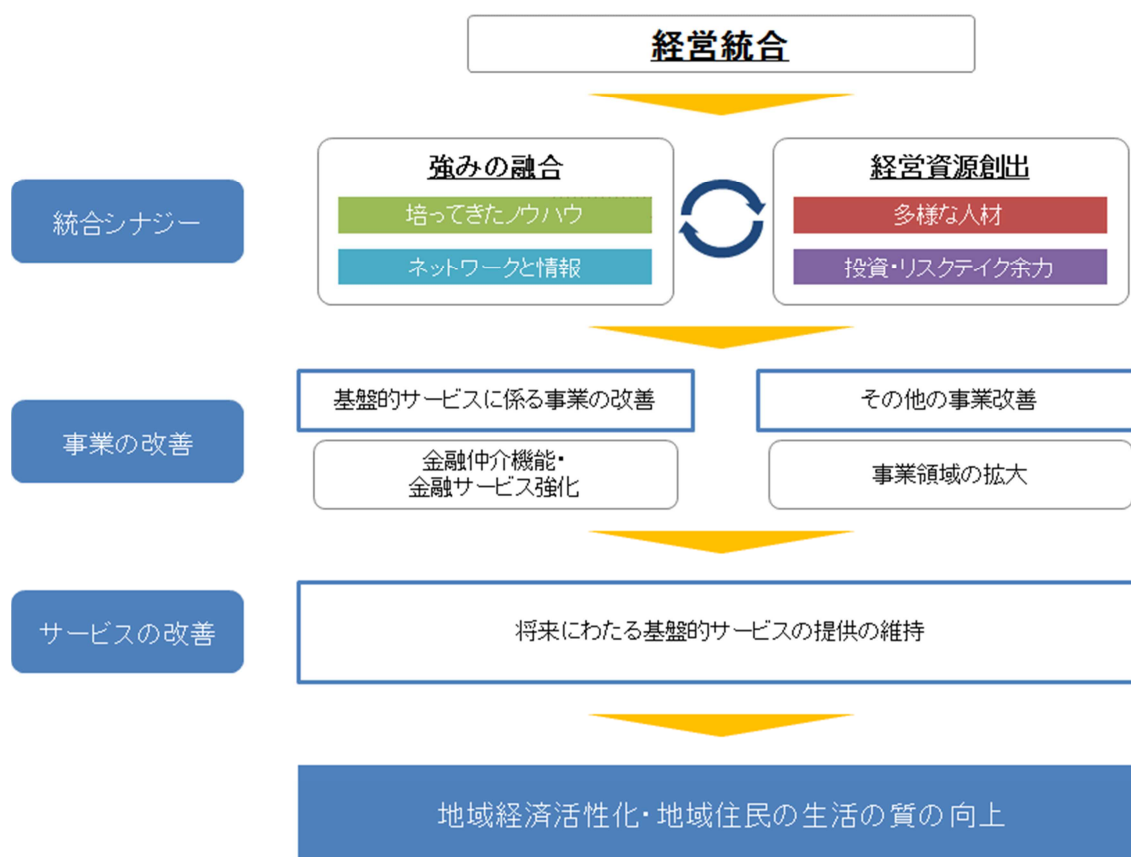 経営統合
統合シナジー
強みの融合
培ってきたノウハウ
ネットワークと情報
経営資源創出
多様な人材
投資・リスクテイク余力
事業の改善
基盤的サービスに係る事業の改善
金融仲介機能・
金融サービス強化
その他の事業改善
事業領域の拡大
サービスの改善
将来にわたる基盤的サービスの提供の維持
地域経済活性化・地域住民の生活の質の向上